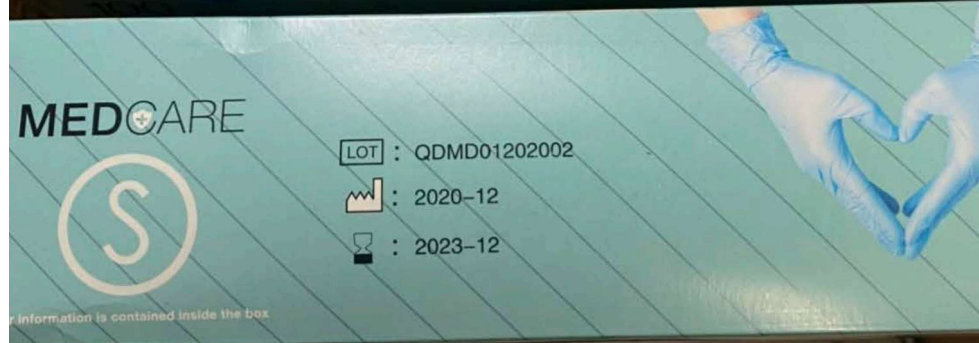 MEDCARE
S
LOT : QDMD01202002
: 2020-12
: 2023-12
information is contained inside the box